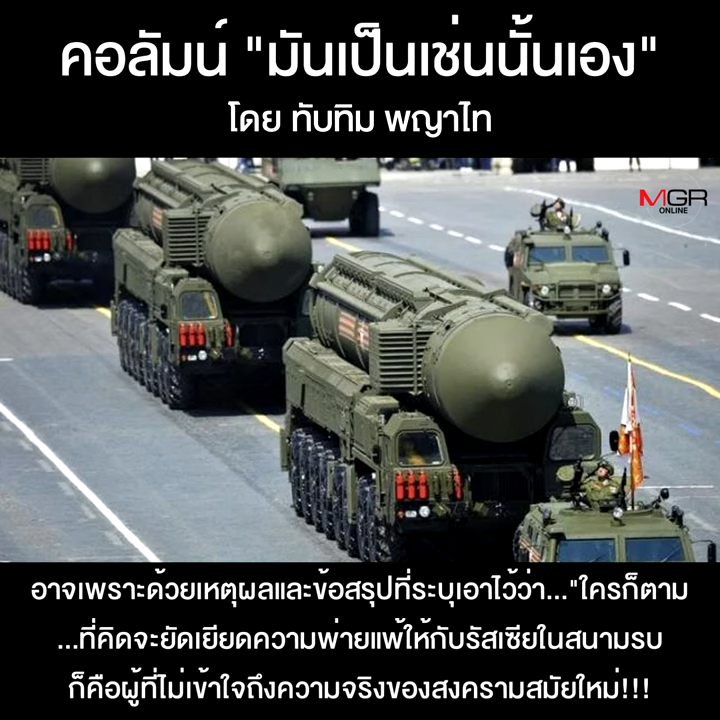 คอลัมน์ "มันเป็นเช่นนั้นเอง"
โดย ทับทิม พญาไท
MGR
ONLINE
อาจเพราะด้วยเหตุผลและข้อสรุปที่ระบุเอาไว้ว่า..."ใครก็ตาม
...ที่คิดจะยัดเยียดความพ่ายแพ้ให้กับรัสเซียในสนามรบ
ก็คือผู้ที่ไม่เข้าใจถึงความจริงของสงครามสมัยใหม่!!!